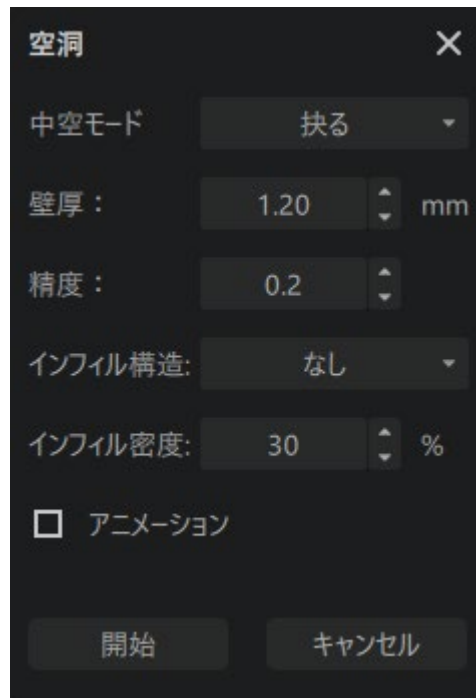 空洞
中空モード 抉る
壁厚： 1.20 mm
精度： 0.2
インフィル構造: なし
インフィル密度: 30 %
アニメーション
開始 キャンセル